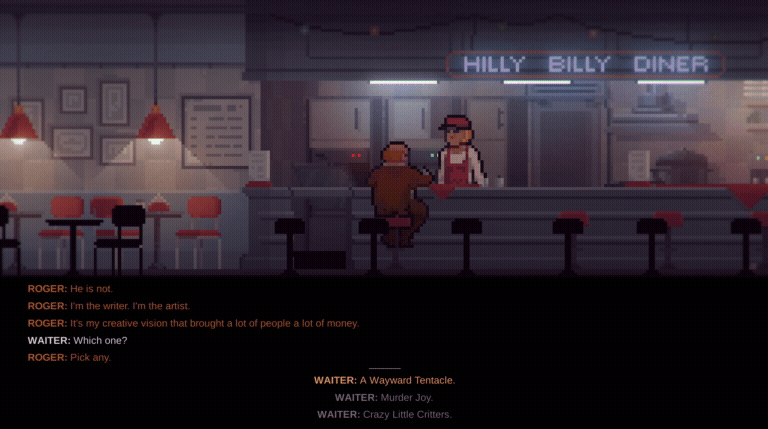 HILLY BILLY DINER
ROGER: He is not.
ROGER: I'm the writer. I'm the artist.
ROGER: It's my creative vision that brought a lot of people a lot of money.
WAITER: Which one?
ROGER: Pick any.
WAITER: A Wayward Tentacle.
WAITER: Murder Joy.
WAITER: Crazy Little Critters.